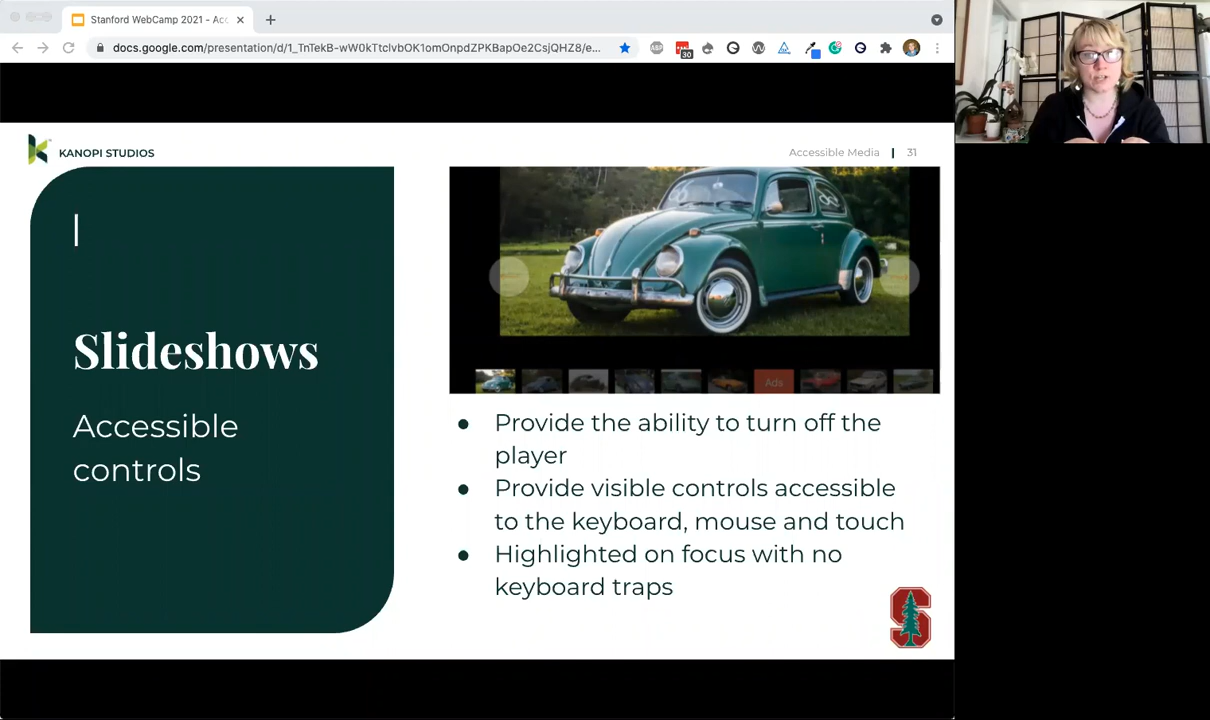 Stanford WebCamp 2021 - Acc
docs.google.com/presentation/d/1_TnTekB-wW0kTtclvbOK1omOnpdZPKBapOe2CsjQHZ8/e...
30
KANOPI STUDIOS
Accessible Media | 31
Slideshows
Accessible
controls
Ads
● Provide the ability to turn off the
player
● Provide visible controls accessible
to the keyboard, mouse and touch
● Highlighted on focus with no
keyboard traps
S